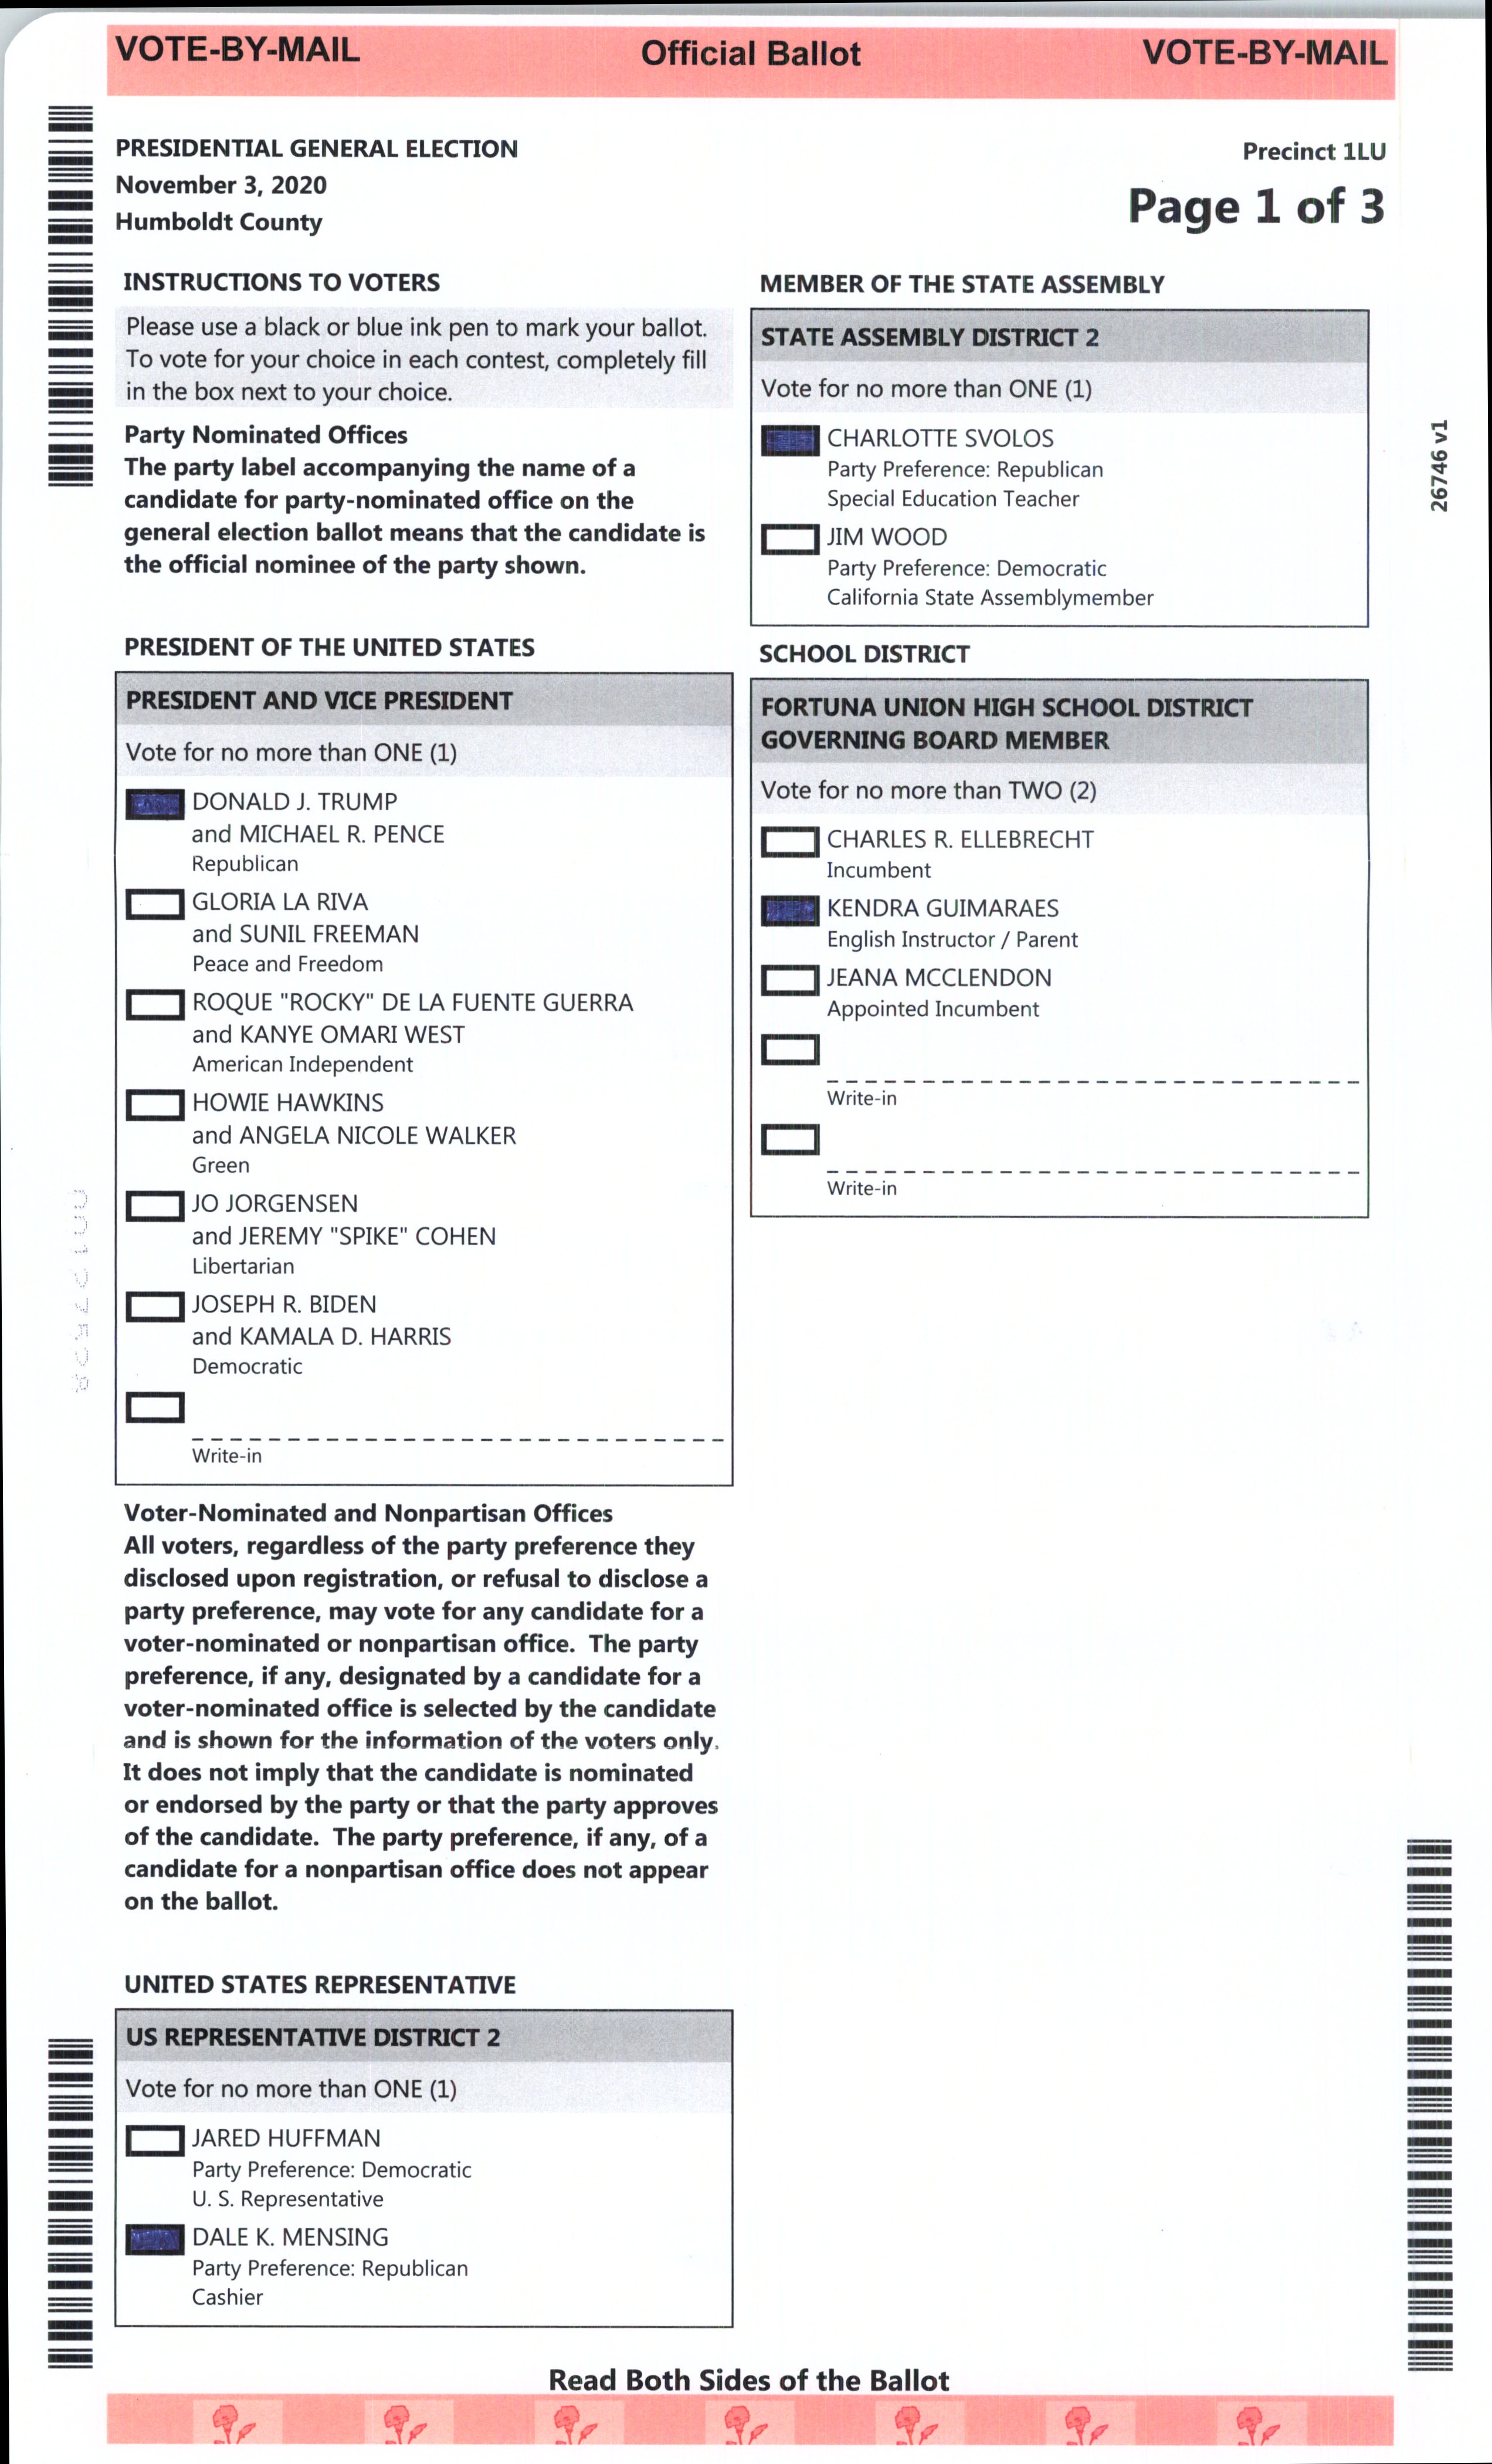 VOTE-BY-MAIL Official Ballot VOTE-BY-MAIL
PRESIDENTIAL GENERAL ELECTION
November 3, 2020
Humboldt County
Precinct 1LU
Page 1 of 3
INSTRUCTIONS TO VOTERS
Please use a black or blue ink pen to mark your ballot.
To vote for your choice in each contest, completely fill
in the box next to your choice.
Party Nominated Offices
The party label accompanying the name of a
candidate for party-nominated office on the
general election ballot means that the candidate is
the official nominee of the party shown.
PRESIDENT OF THE UNITED STATES
PRESIDENT AND VICE PRESIDENT
Vote for no more than ONE (1)
DONALD J. TRUMP
and MICHAEL R. PENCE
Republican
GLORIA LA RIVA
and SUNIL FREEMAN
Peace and Freedom
ROQUE "ROCKY" DE LA FUENTE GUERRA
and KANYE OMARI WEST
American Independent
HOWIE HAWKINS
and ANGELA NICOLE WALKER
Green
JO JORGENSEN
and JEREMY "SPIKE" COHEN
Libertarian
JOSEPH R. BIDEN
and KAMALA D. HARRIS
Democratic
Write-in
Voter-Nominated and Nonpartisan Offices
All voters, regardless of the party preference they
disclosed upon registration, or refusal to disclose a
party preference, may vote for any candidate for a
voter-nominated or nonpartisan office. The party
preference, if any, designated by a candidate for a
voter-nominated office is selected by the candidate
and is shown for the information of the voters only.
It does not imply that the candidate is nominated
or endorsed by the party or that the party approves
of the candidate. The party preference, if any, of a
candidate for a nonpartisan office does not appear
on the ballot.
UNITED STATES REPRESENTATIVE
US REPRESENTATIVE DISTRICT 2
Vote for no more than ONE (1)
JARED HUFFMAN
Party Preference: Democratic
U. S. Representative
DALE K. MENSING
Party Preference: Republican
Cashier
MEMBER OF THE STATE ASSEMBLY
STATE ASSEMBLY DISTRICT 2
Vote for no more than ONE (1)
CHARLOTTE SVOLOS
Party Preference: Republican
Special Education Teacher
JIM WOOD
Party Preference: Democratic
California State Assemblymember
SCHOOL DISTRICT
FORTUNA UNION HIGH SCHOOL DISTRICT
GOVERNING BOARD MEMBER
Vote for no more than TWO (2)
CHARLES R. ELLEBRECHT
Incumbent
KENDRA GUIMARAES
English Instructor / Parent
JEANA MCCLENDON
Appointed Incumbent
Write-in
Write-in
26746 v1
Read Both Sides of the Ballot